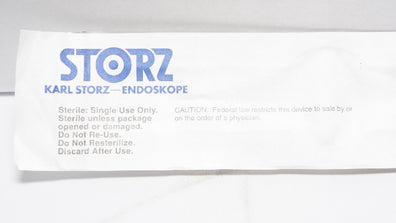 STORZ
KARL STORZ—ENDOSKOPE
Sterile: Single Use Only.
Sterile unless package
opened or damaged.
Do Not Re-Use.
Do Not Resterilize.
Discard After Use.
CAUTION: Federal law restricts this device to sale by or
on the order of a physician.